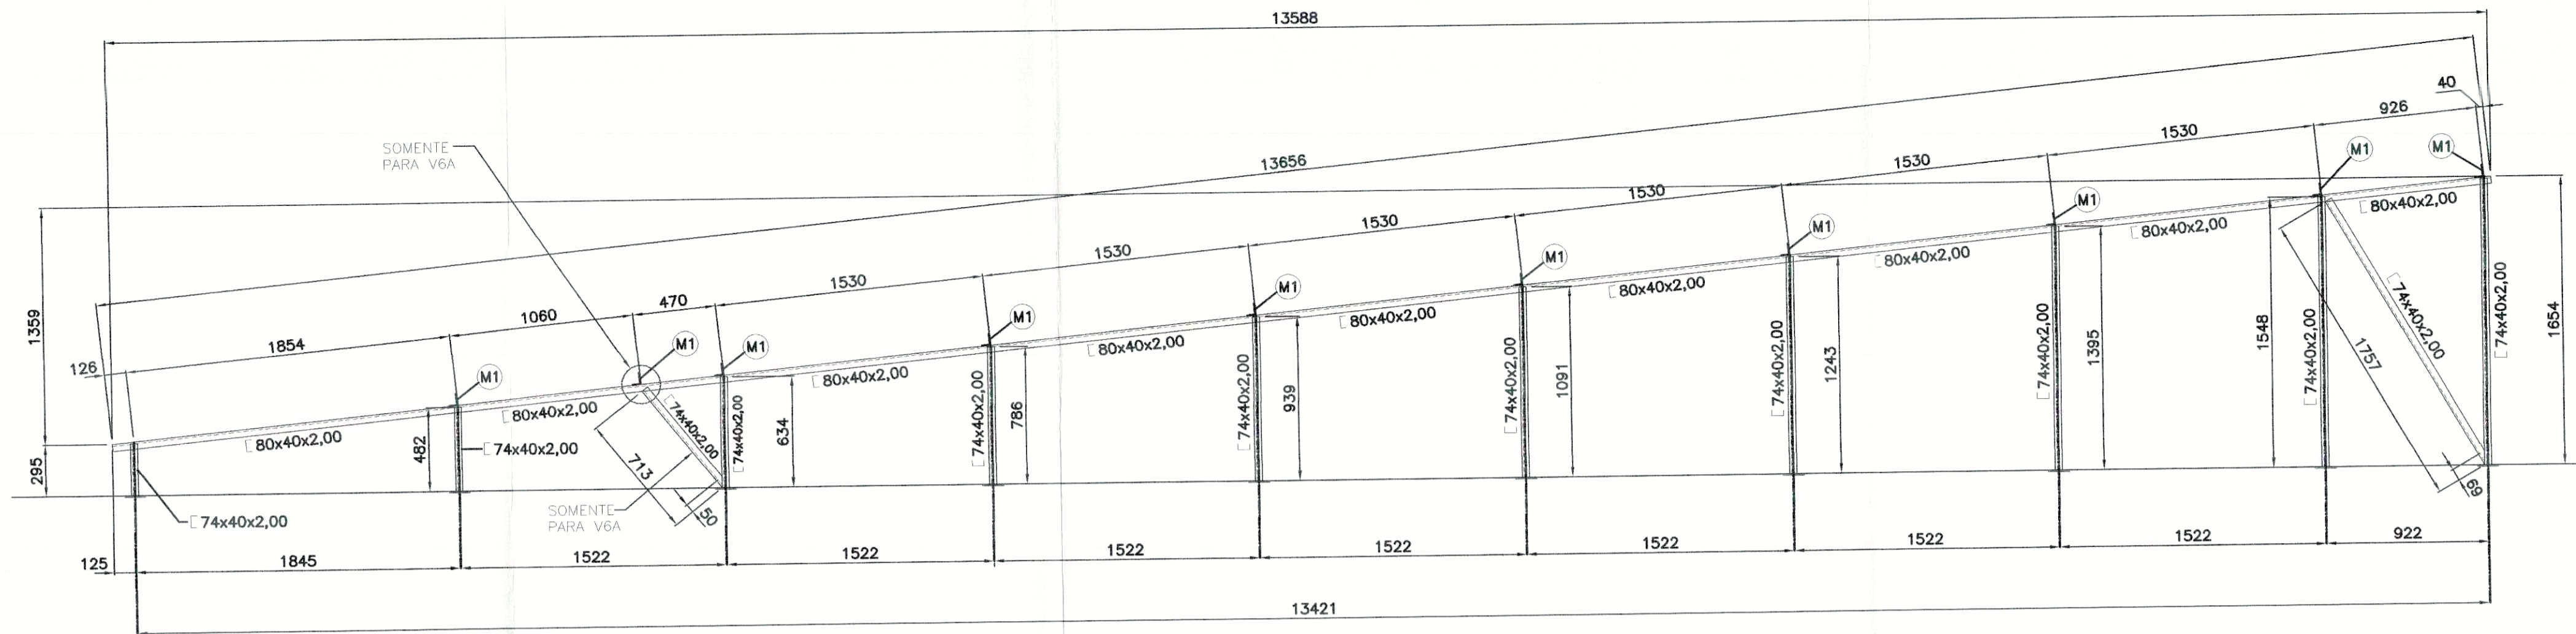 13588
40
926
1530
M1
M1
SOMENTE
PARA V6A
13656
1530
1530
M1
1530
M1
1530
M1
1530
M1
1530
M1
470
M1
M1
1060
M1
1854
126
1359
295
80x40x2,00
80x40x2,00
80x40x2,00
80x40x2,00
80x40x2,00
80x40x2,00
80x40x2,00
80x40x2,00
80x40x2,00
80x40x2,00
482
74x40x2,00
74x40x2,00
713
74x40x2,00
50
SOMENTE
PARA V6A
74x40x2,00
634
74x40x2,00
786
74x40x2,00
939
74x40x2,00
1091
74x40x2,00
1243
74x40x2,00
1395
74x40x2,00
1548
1757
74x40x2,00
69
74x40x2,00
1654
125
1845
1522
1522
1522
1522
1522
1522
1522
922
13421